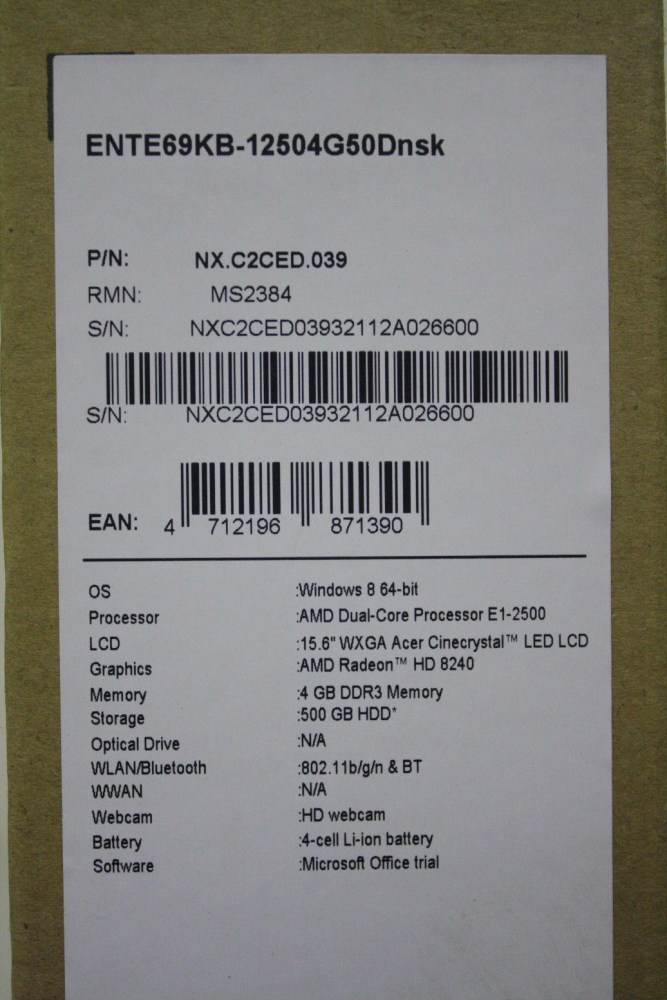 ENTE69KB-12504G50Dnsk
P/N: NX.C2CED.039
RMN: MS2384
S/N: NXC2CED03932112A026600
S/N: NXC2CED03932112A026600
EAN: 4 712196 871390
OS :Windows 8 64-bit
Processor :AMD Dual-Core Processor E1-2500
LCD :15.6" WXGA Acer Cinecrystal™ LED LCD
Graphics :AMD Radeon™ HD 8240
Memory :4 GB DDR3 Memory
Storage :500 GB HDD*
Optical Drive :N/A
WLAN/Bluetooth :802.11b/g/n & BT
WWAN :N/A
Webcam :HD webcam
Battery :4-cell Li-ion battery
Software :Microsoft Office trial